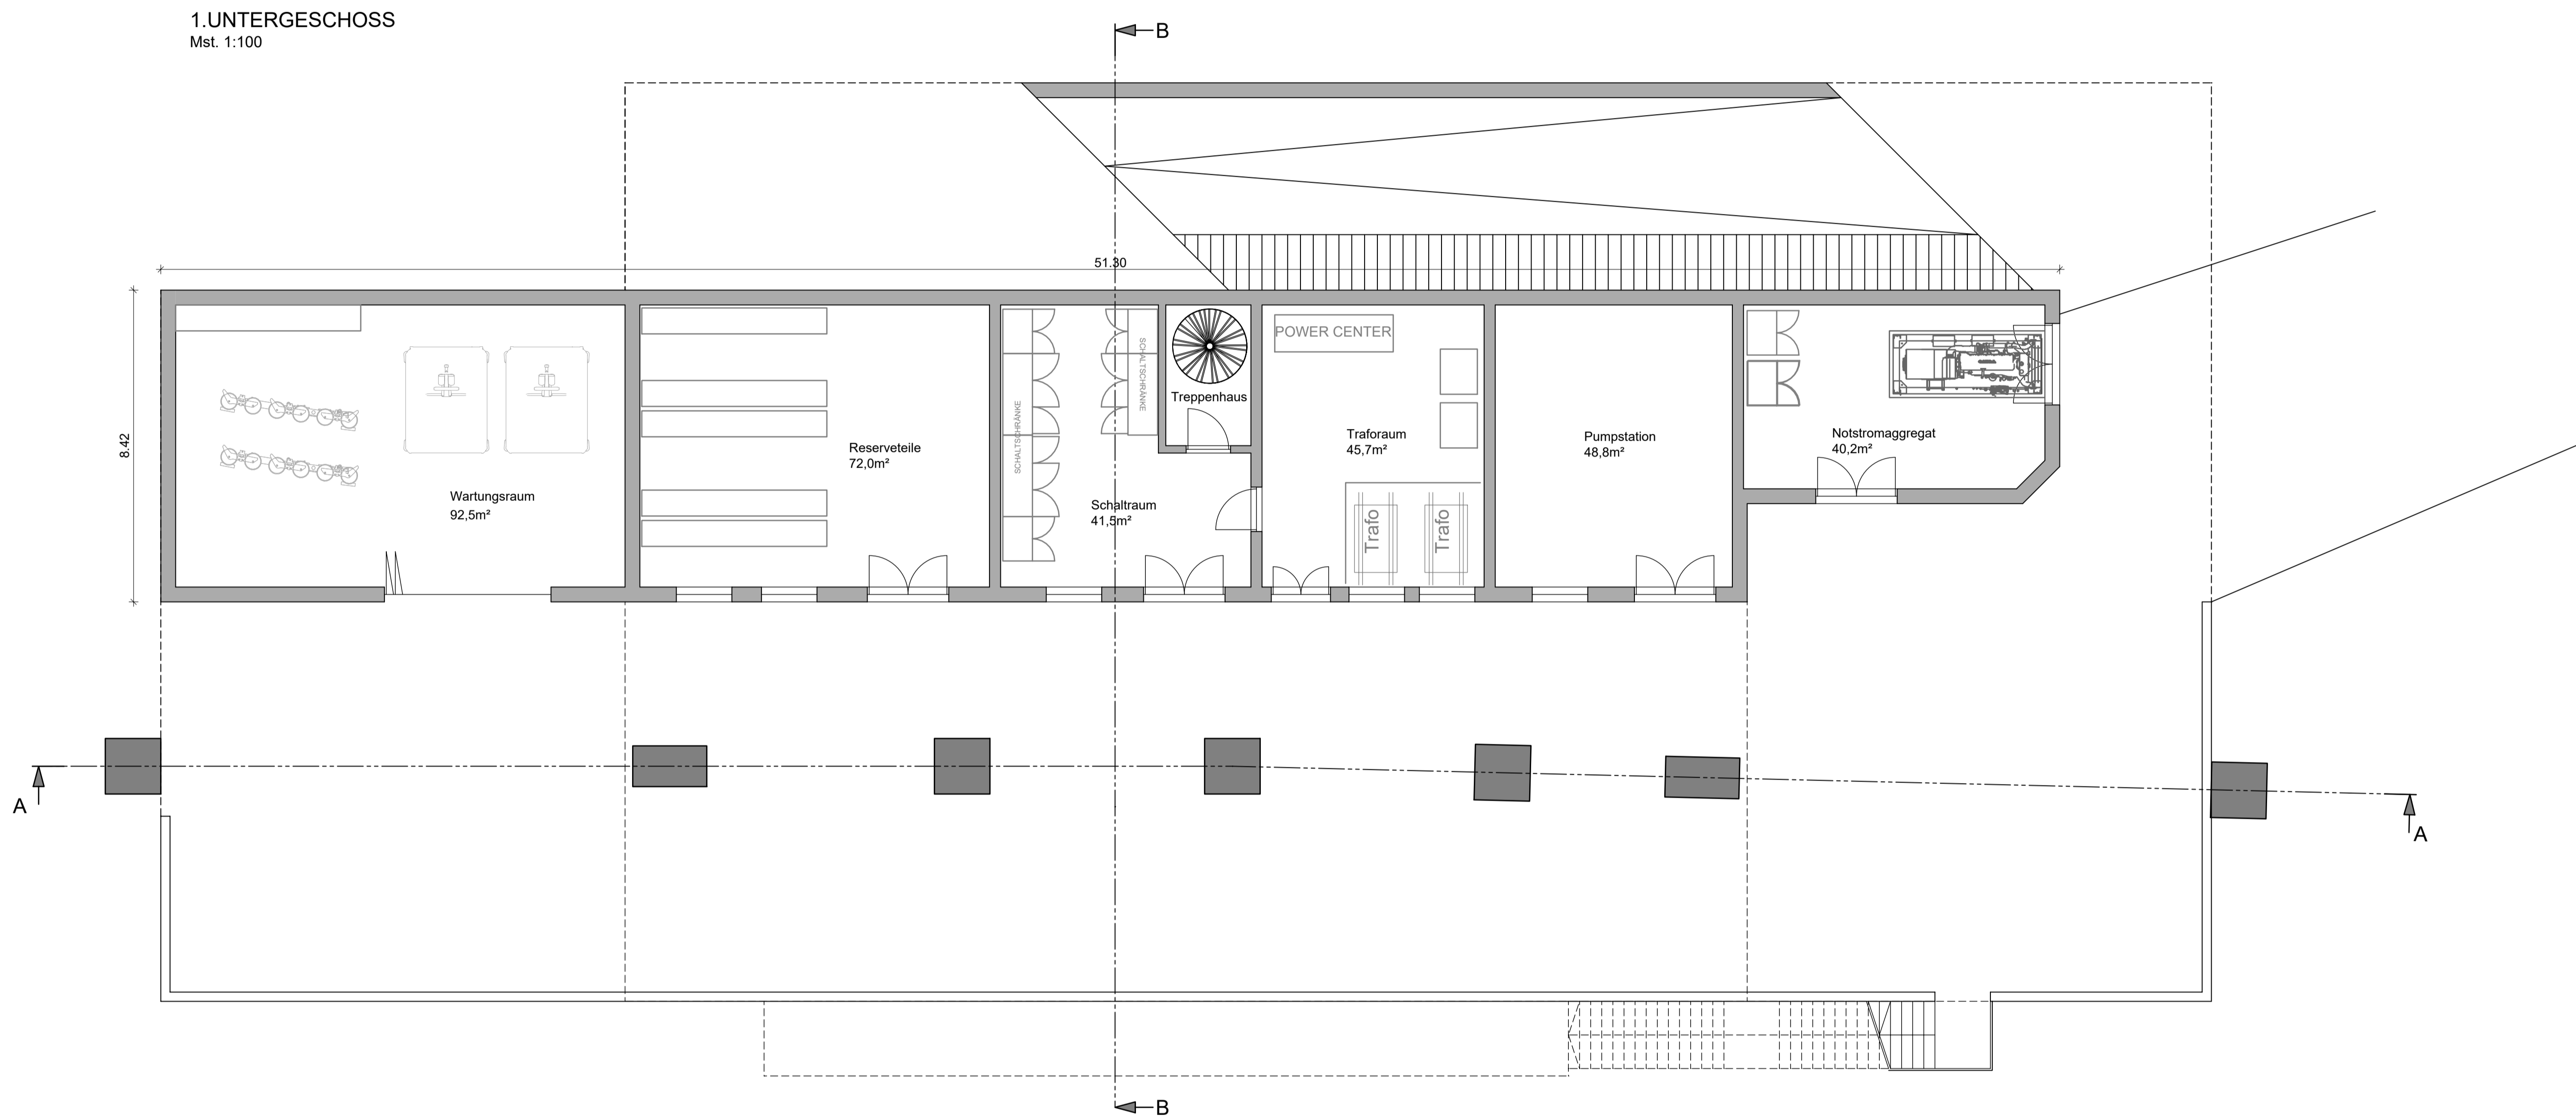 1.UNTERGESCHOSS
Mst. 1:100
B
51.30
8.42
POWER CENTER
SCHALTSCHRÄNKE
SCHALTSCHRÄNKE
Treppenhaus
Wartungsraum
92,5m²
Reserveteile
72,0m²
Schaltraum
41,5m²
Traforaum
45,7m²
Trafo
Trafo
Pumpstation
48,8m²
Notstromaggregat
40,2m²
A
A
B